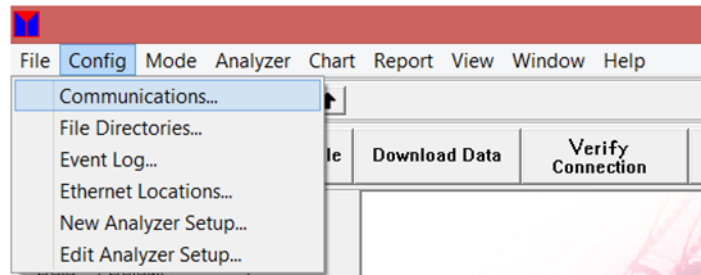 File Config Mode Analyzer Chart Report View Window Help
Communications...
File Directories...
Event Log...
Ethernet Locations...
New Analyzer Setup...
Edit Analyzer Setup...
Download Data
Verify
Connection